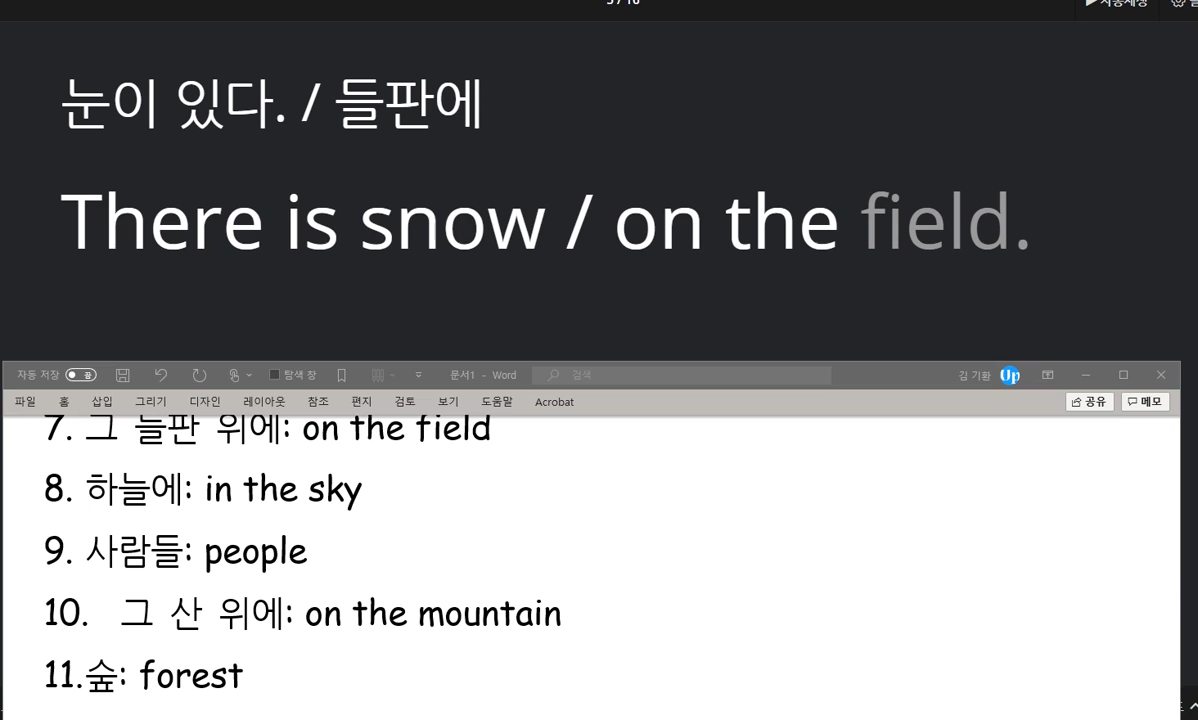 눈이 있다. / 들판에
There is snow / on the field.
자동 저장 끔 탐색 창 문서1 - Word 검색 김 기환 Up
파일 홈 삽입 그리기 디자인 레이아웃 참조 편지 검토 보기 도움말 Acrobat 공유 메모
7. 그 들판 위에: on the field
8. 하늘에: in the sky
9. 사람들: people
10. 그 산 위에: on the mountain
11.숲: forest